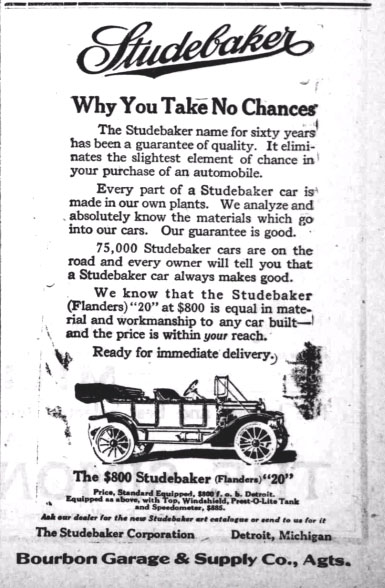 Studebaker
Why You Take No Chances
The Studebaker name for sixty years
has been a guarantee of quality. It elimi-
nates the slightest element of chance in
your purchase of an automobile.
Every part of a Studebaker car is
made in our own plants. We analyze and
absolutely know the materials which go
into our cars. Our guarantee is good.
75,000 Studebaker cars are on the
road and every owner will tell you that
a Studebaker car always makes good.
We know that the Studebaker
(Flanders) "20" at $800 is equal in mate-
rial and workmanship to any car built—
and the price is within your reach.
Ready for immediate delivery.
The $800 Studebaker (Flanders) "20"
Price, Standard Equipped, $800 f. o. b. Detroit.
Equipped as above, with Top, Windshield, Prest-O-Lite Tank
and Speedometer, $885.
Ask our dealer for the new Studebaker art catalogue or send to us for it
The Studebaker Corporation Detroit, Michigan
Bourbon Garage & Supply Co., Agts.